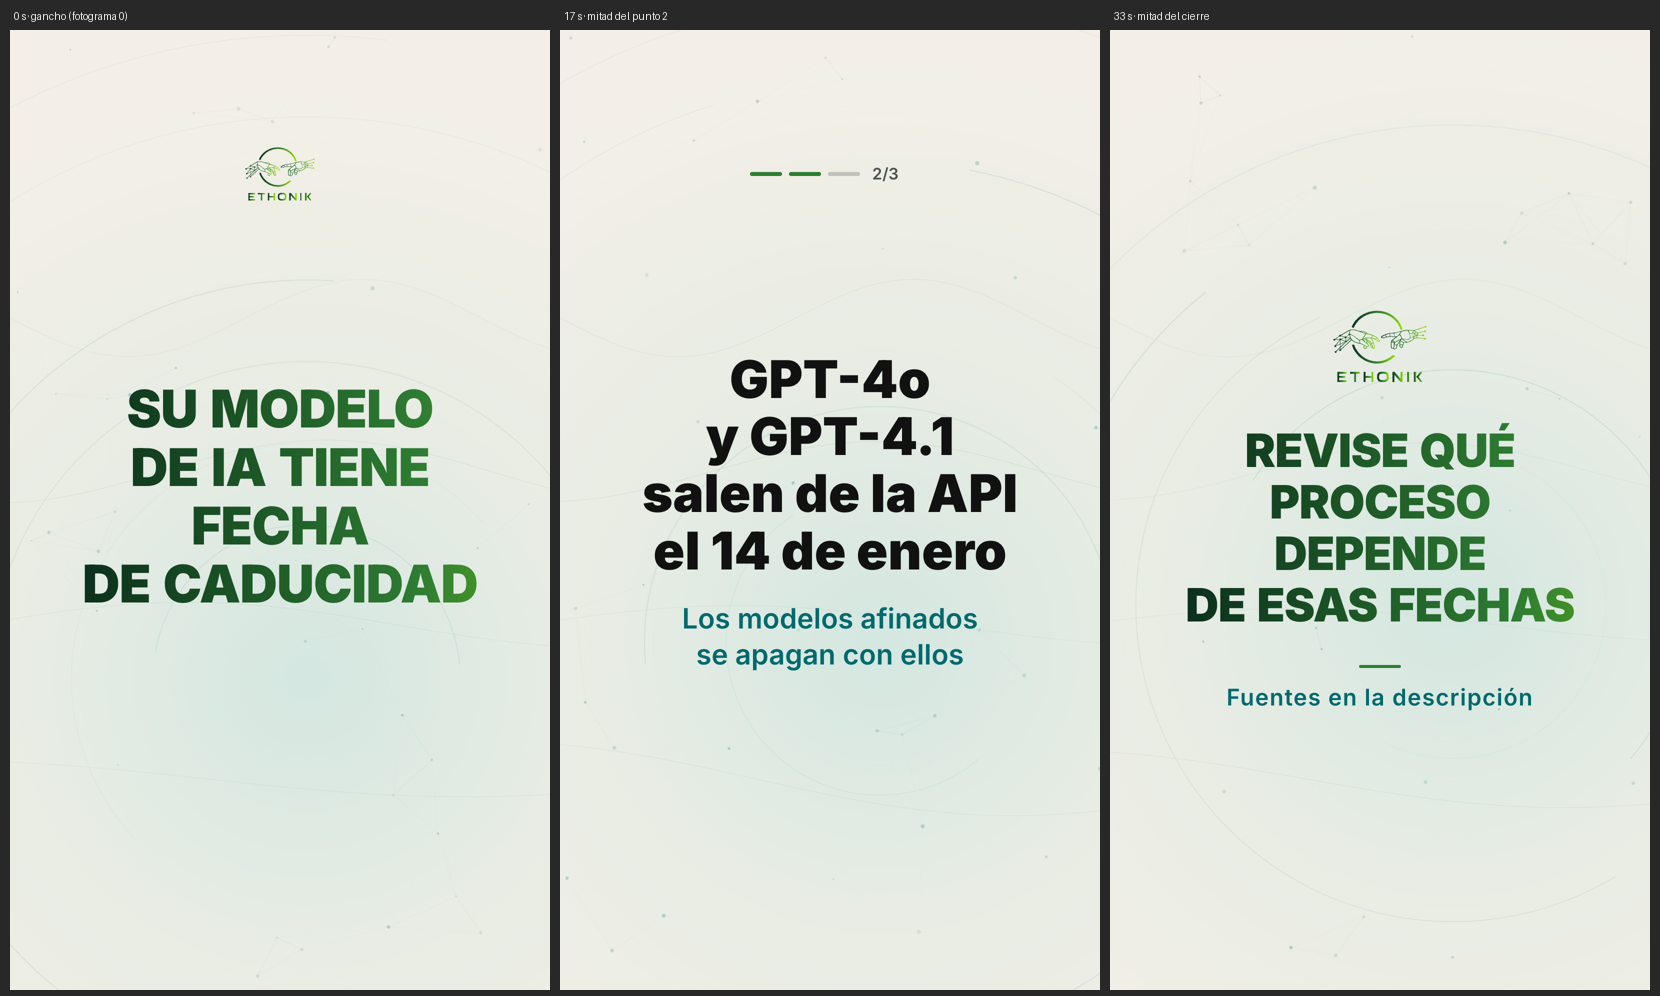 0 s · gancho (fotograma 0)
ETHONIK
SU MODELO
DE IA TIENE
FECHA
DE CADUCIDAD
17 s · mitad del punto 2
2/3
GPT-4o
y GPT-4.1
salen de la API
el 14 de enero
Los modelos afinados
se apagan con ellos
33 s · mitad del cierre
ETHONIK
REVISE QUÉ
PROCESO
DEPENDE
DE ESAS FECHAS
Fuentes en la descripción